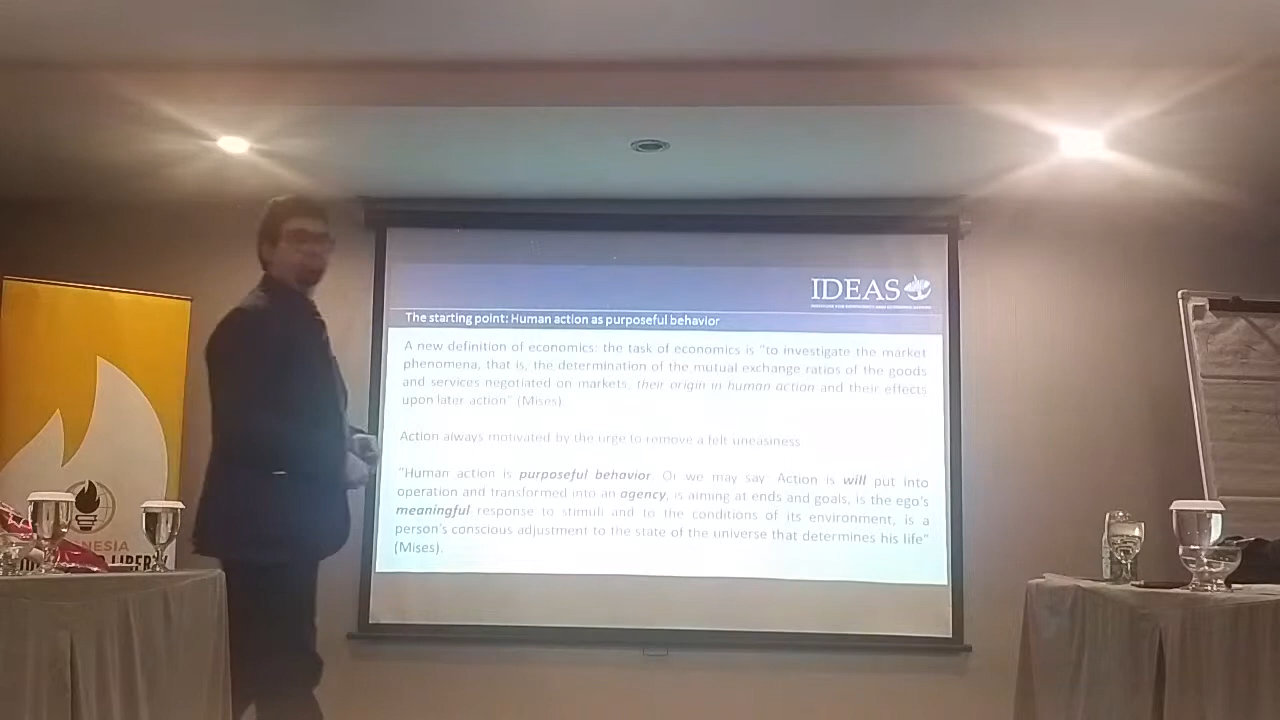 IDEAS
The starting point: Human action as purposeful behavior
A new definition of economics: the task of economics is "to investigate the market
phenomena, that is, the determination of the mutual exchange ratios of the goods
and services negotiated on markets, their origin in human action and their effects
upon later action" (Mises)
Action always motivated by the urge to remove a felt uneasiness
"Human action is purposeful behavior. Or we may say: Action is will put into
operation and transformed into an agency, is aiming at ends and goals, is the ego's
meaningful response to stimuli and to the conditions of its environment, is a
person's conscious adjustment to the state of the universe that determines his life"
(Mises).
NESIA